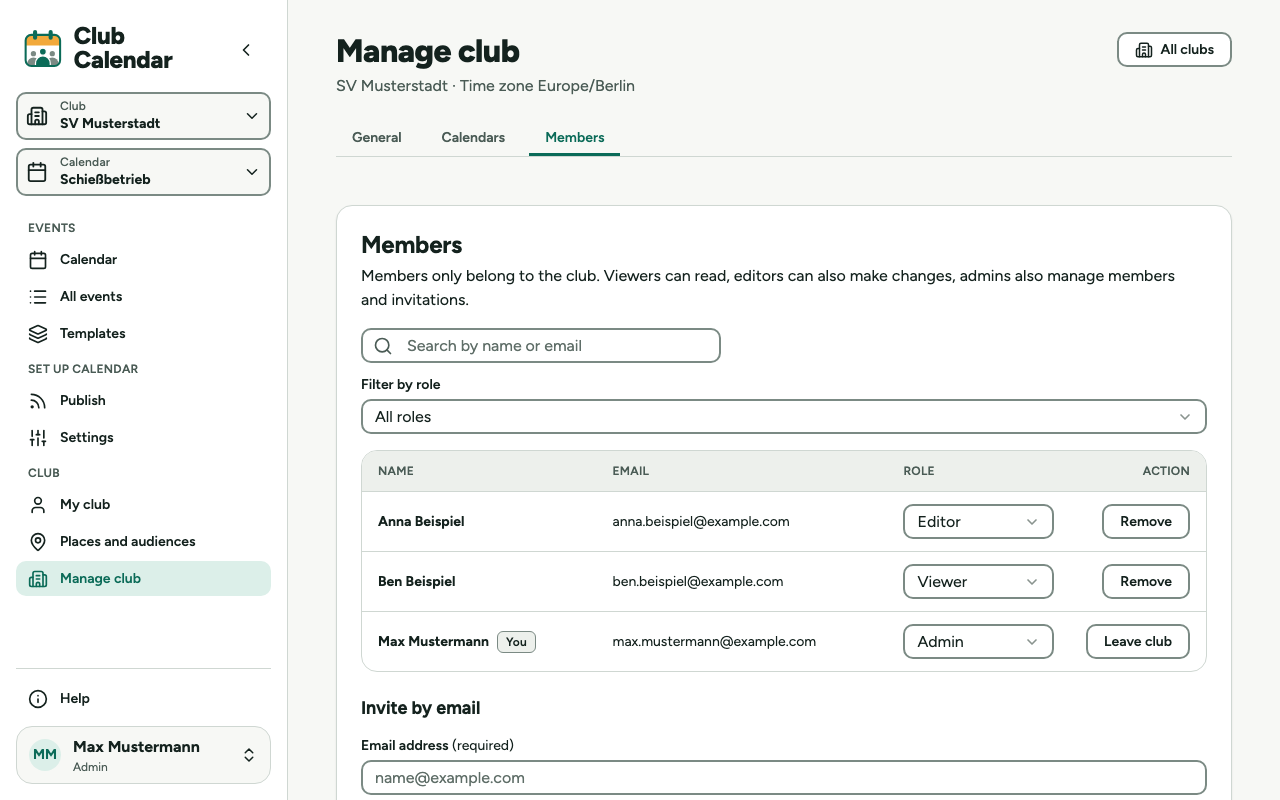 Club
Calendar
Club
SV Musterstadt
Calendar
Schießbetrieb
EVENTS
Calendar
All events
Templates
SET UP CALENDAR
Publish
Settings
CLUB
My club
Places and audiences
Manage club
Help
MM
Max Mustermann
Admin
Manage club
All clubs
SV Musterstadt · Time zone Europe/Berlin
General Calendars Members
Members
Members only belong to the club. Viewers can read, editors can also make changes, admins also manage members
and invitations.
Search by name or email
Filter by role
All roles
NAME EMAIL ROLE ACTION
Anna Beispiel anna.beispiel@example.com Editor Remove
Ben Beispiel ben.beispiel@example.com Viewer Remove
Max Mustermann You max.mustermann@example.com Admin Leave club
Invite by email
Email address (required)
name@example.com